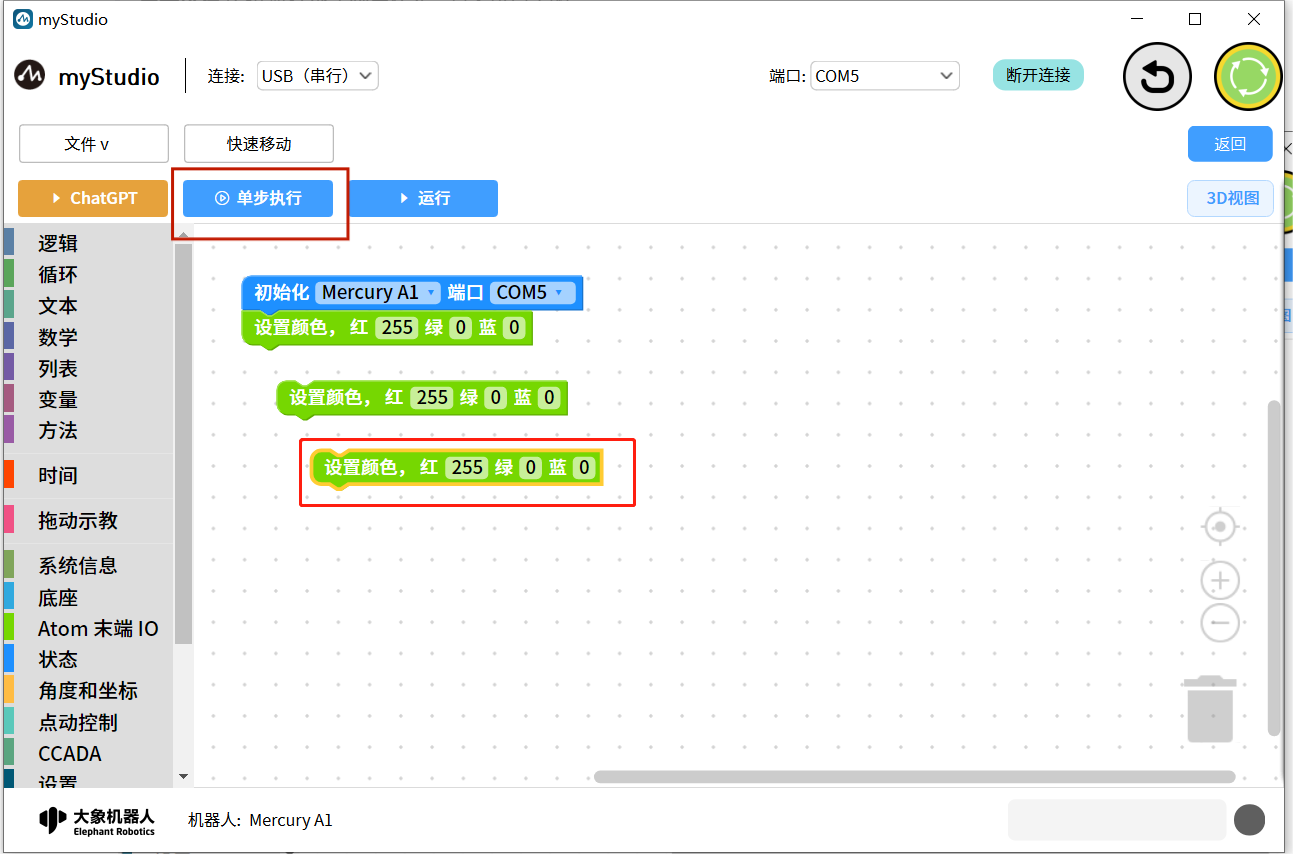 myStudio
myStudio 连接: USB（串行） 端口: COM5 断开连接
文件 v 快速移动 返回
ChatGPT 单步执行 运行 3D视图
逻辑
循环
文本
数学
列表
变量
方法
时间
拖动示教
系统信息
底座
Atom 末端 IO
状态
角度和坐标
点动控制
CCADA
设置
初始化 Mercury A1 端口 COM5
设置颜色， 红 255 绿 0 蓝 0
设置颜色， 红 255 绿 0 蓝 0
设置颜色， 红 255 绿 0 蓝 0
大象机器人
Elephant Robotics
机器人: Mercury A1